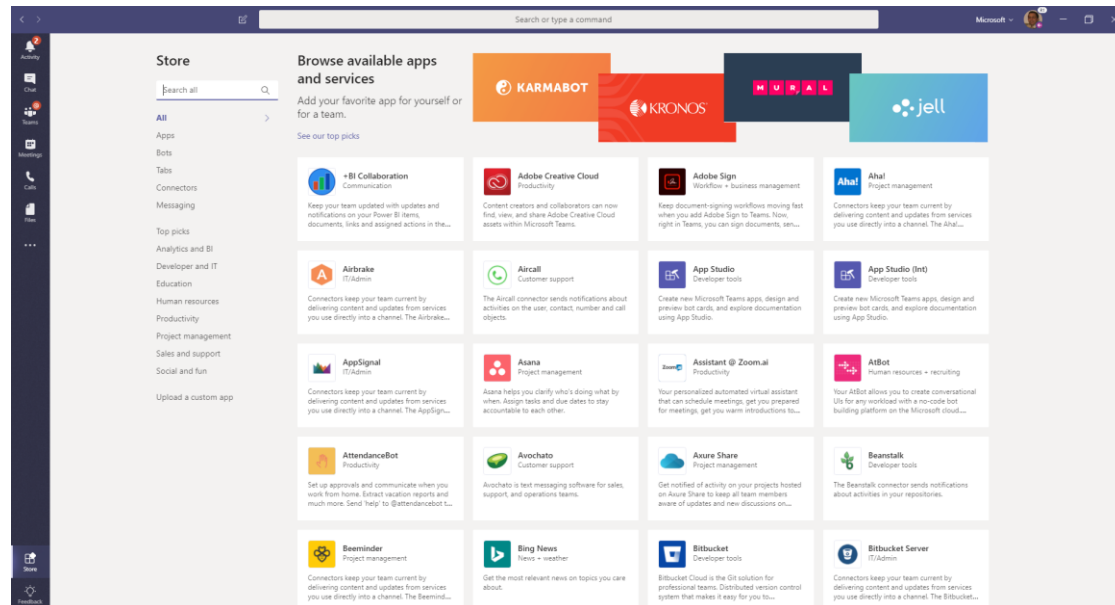 Search or type a command
Microsoft
2
Activity
Chat
Teams
Meetings
Calls
Files
Store
Feedback
Store
Search all
All
Apps
Bots
Tabs
Connectors
Messaging
Top picks
Analytics and BI
Developer and IT
Education
Human resources
Productivity
Project management
Sales and support
Social and fun
Upload a custom app
Browse available apps
and services
Add your favorite app for yourself or
for a team.
See our top picks
KARMABOT
KRONOS
MURAL
jell
+BI Collaboration
Communication
Keep your team updated with updates and
notifications on your Power BI items,
documents, links and assigned actions in the...
Adobe Creative Cloud
Productivity
Content creators and collaborators can now
find, view, and share Adobe Creative Cloud
assets within Microsoft Teams.
Adobe Sign
Workflow + business management
Keep document-signing workflows moving fast
when you add Adobe Sign to Teams. Now,
right in Teams, you can sign documents, sen...
Aha!
Aha!
Project management
Connectors keep your team current by
delivering content and updates from services
you use directly into a channel. The Aha!...
Airbrake
IT/Admin
Connectors keep your team current by
delivering content and updates from services
you use directly into a channel. The Airbrake...
Aircall
Customer support
The Aircall connector sends notifications about
activities on the user, contact, number and call
objects.
App Studio
Developer tools
Create new Microsoft Teams apps, design and
preview bot cards, and explore documentation
using App Studio.
App Studio (Int)
Developer tools
Create new Microsoft Teams apps, design and
preview bot cards, and explore documentation
using App Studio.
AppSignal
IT/Admin
Connectors keep your team current by
delivering content and updates from services
you use directly into a channel. The AppSign...
Asana
Project management
Asana helps you clarify who's doing what by
when. Assign tasks and due dates to stay
accountable to each other.
Zoom.ai
Assistant @ Zoom.ai
Productivity
Your personalized automated virtual assistant
that can schedule meetings, get you prepared
for meetings, get you warm introductions to...
AtBot
Human resources + recruiting
Your AtBot allows you to create conversational
UIs for any workload with a no-code bot
building platform on the Microsoft cloud....
AttendanceBot
Productivity
Set up approvals and communicate when you
work from home. Extract vacation reports and
much more. Send 'help' to @attendancebot t...
Avochato
Customer support
Avochato is text messaging software for sales,
support, and operations teams.
Axure Share
Project management
Get notified of activity on your projects hosted
on Axure Share to keep all team members
aware of updates and new discussions on...
Beanstalk
Developer tools
The Beanstalk connector sends notifications
about activities in your repositories.
Beeminder
Project management
Connectors keep your team current by
delivering content and updates from services
you use directly into a channel. The Beemind...
Bing News
News + weather
Get the most relevant news on topics you care
about.
Bitbucket
Developer tools
Bitbucket Cloud is the Git solution for
professional teams. Distributed version control
system that makes it easy for you to...
Bitbucket Server
IT/Admin
Connectors keep your team current by
delivering content and updates from services
you use directly into a channel. The Bitbucket...